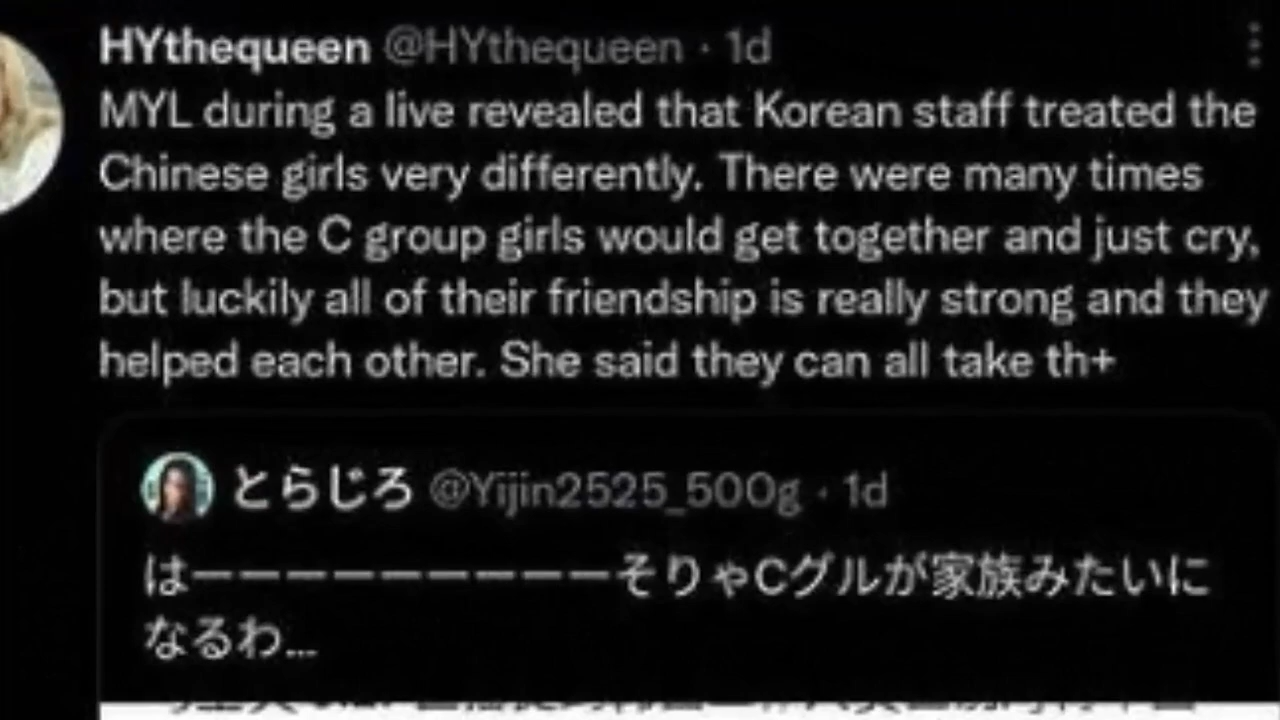 HYthequeen @HYthequeen · 1d
MYL during a live revealed that Korean staff treated the
Chinese girls very differently. There were many times
where the C group girls would get together and just cry,
but luckily all of their friendship is really strong and they
helped each other. She said they can all take th+
とらじろ @Yijin2525_500g · 1d
はーーーーーーーーーーそりゃCグルが家族みたいに
なるわ...